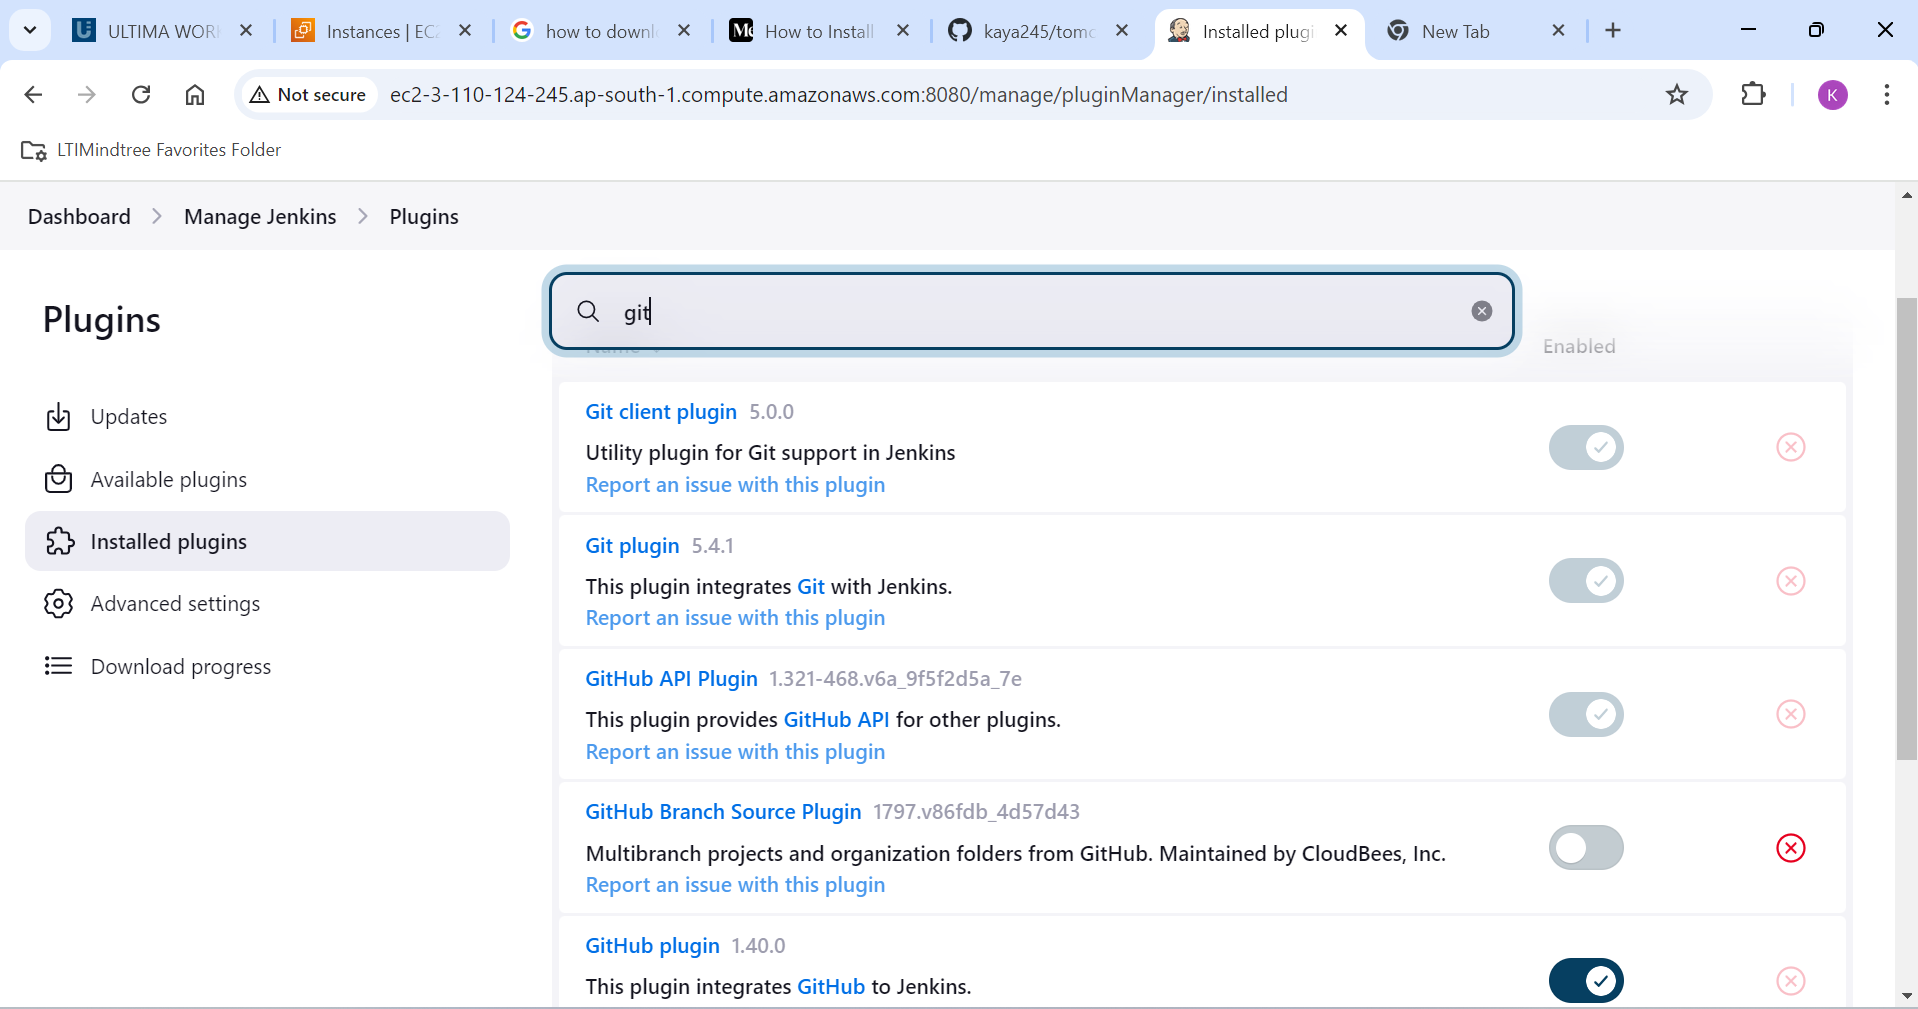 ULTIMA WOR
Instances | EC
how to downl
Me
How to Install
kaya245/tomc
Installed plugi
New Tab
Not secure
ec2-3-110-124-245.ap-south-1.compute.amazonaws.com:8080/manage/pluginManager/installed
K
LTIMindtree Favorites Folder
Dashboard
Manage Jenkins
Plugins
Plugins
Updates
Available plugins
Installed plugins
Advanced settings
Download progress
git
Name
Enabled
Git client plugin 5.0.0
Utility plugin for Git support in Jenkins
Report an issue with this plugin
Git plugin 5.4.1
This plugin integrates Git with Jenkins.
Report an issue with this plugin
GitHub API Plugin 1.321-468.v6a_9f5f2d5a_7e
This plugin provides GitHub API for other plugins.
Report an issue with this plugin
GitHub Branch Source Plugin 1797.v86fdb_4d57d43
Multibranch projects and organization folders from GitHub. Maintained by CloudBees, Inc.
Report an issue with this plugin
GitHub plugin 1.40.0
This plugin integrates GitHub to Jenkins.